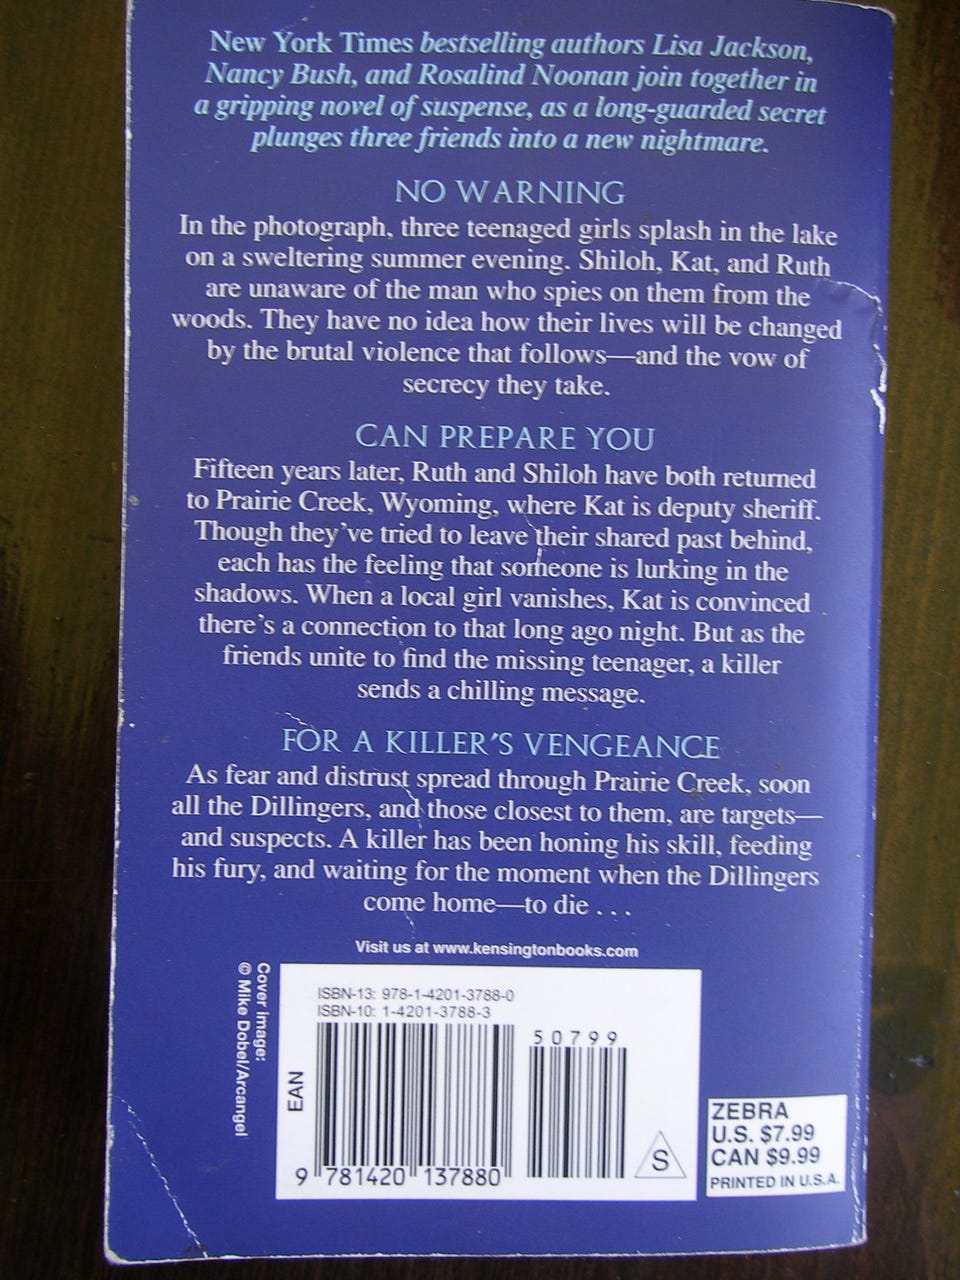 New York Times bestselling authors Lisa Jackson,
Nancy Bush, and Rosalind Noonan join together in
a gripping novel of suspense, as a long-guarded secret
plunges three friends into a new nightmare.
NO WARNING
In the photograph, three teenaged girls splash in the lake
on a sweltering summer evening. Shiloh, Kat, and Ruth
are unaware of the man who spies on them from the
woods. They have no idea how their lives will be changed
by the brutal violence that follows—and the vow of
secrecy they take.
CAN PREPARE YOU
Fifteen years later, Ruth and Shiloh have both returned
to Prairie Creek, Wyoming, where Kat is deputy sheriff.
Though they've tried to leave their shared past behind,
each has the feeling that someone is lurking in the
shadows. When a local girl vanishes, Kat is convinced
there's a connection to that long ago night. But as the
friends unite to find the missing teenager, a killer
sends a chilling message.
FOR A KILLER'S VENGEANCE
As fear and distrust spread through Prairie Creek, soon
all the Dillingers, and those closest to them, are targets—
and suspects. A killer has been honing his skill, feeding
his fury, and waiting for the moment when the Dillingers
come home—to die . . .
Visit us at www.kensingtonbooks.com
Cover image:
© Mike Dobel/Arcangel
ISBN-13: 978-1-4201-3788-0
ISBN-10: 1-4201-3788-3
50799
EAN
9 781420 137880
S
ZEBRA
U.S. $7.99
CAN $9.99
PRINTED IN U.S.A.